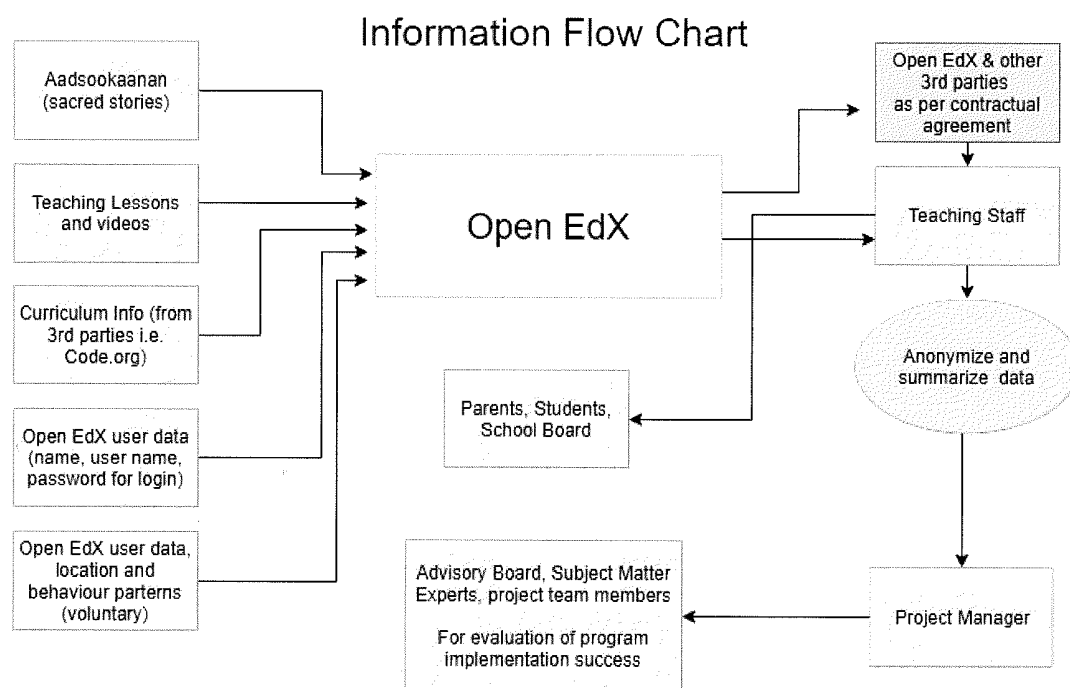 Information Flow Chart
Aadsookaanan
(sacred stories)
Teaching Lessons
and videos
Curriculum Info (from
3rd parties i.e.
Code.org)
Open EdX user data
(name, user name,
password for login)
Open EdX user data,
location and
behaviour parterns
(voluntary)
Open EdX
Parents, Students,
School Board
Advisory Board, Subject Matter
Experts, project team members
For evaluation of program
implementation success
Open EdX & other
3rd parties
as per contractual
agreement
Teaching Staff
Anonymize and
summarize data
Project Manager